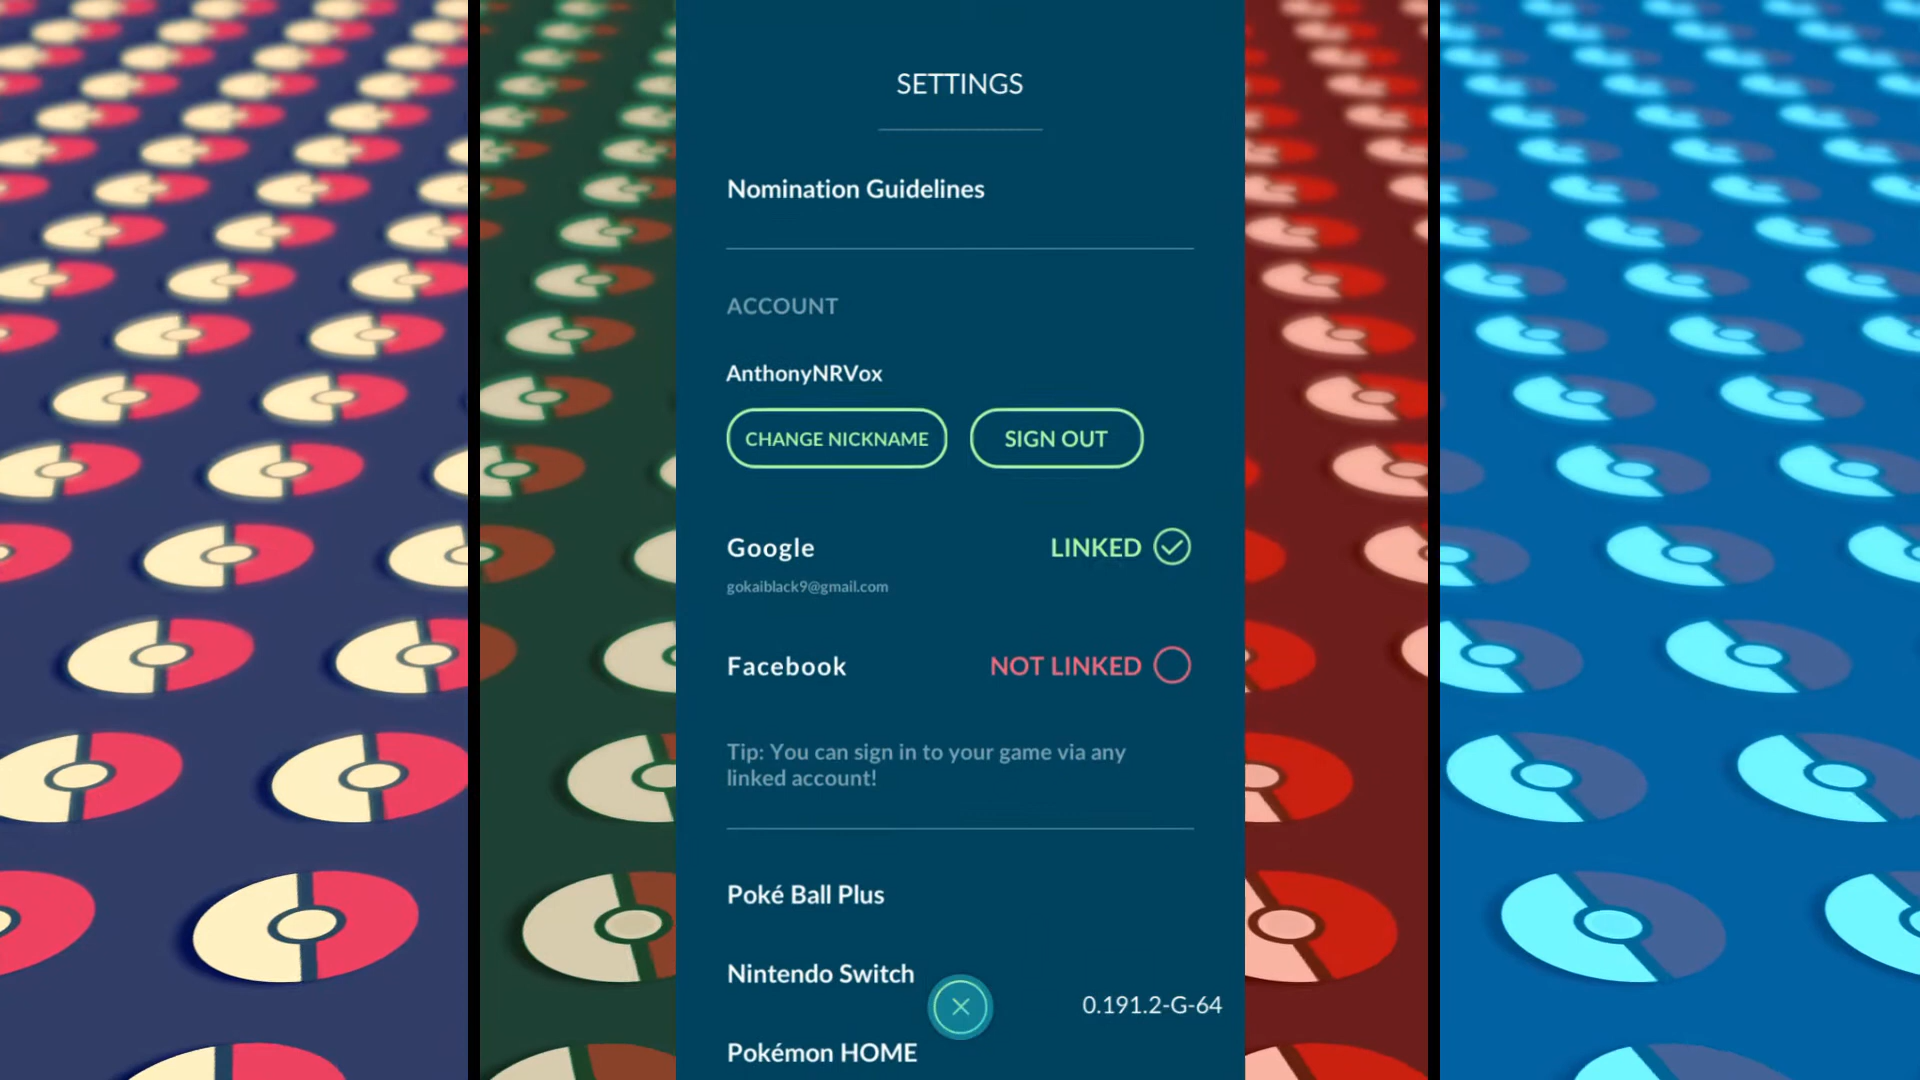 SETTINGS
Nomination Guidelines
ACCOUNT
AnthonyNRVox
CHANGE NICKNAME
SIGN OUT
Google
LINKED
gokaiblack9@gmail.com
Facebook
NOT LINKED
Tip: You can sign in to your game via any
linked account!
Poké Ball Plus
Nintendo Switch
0.191.2-G-64
Pokémon HOME